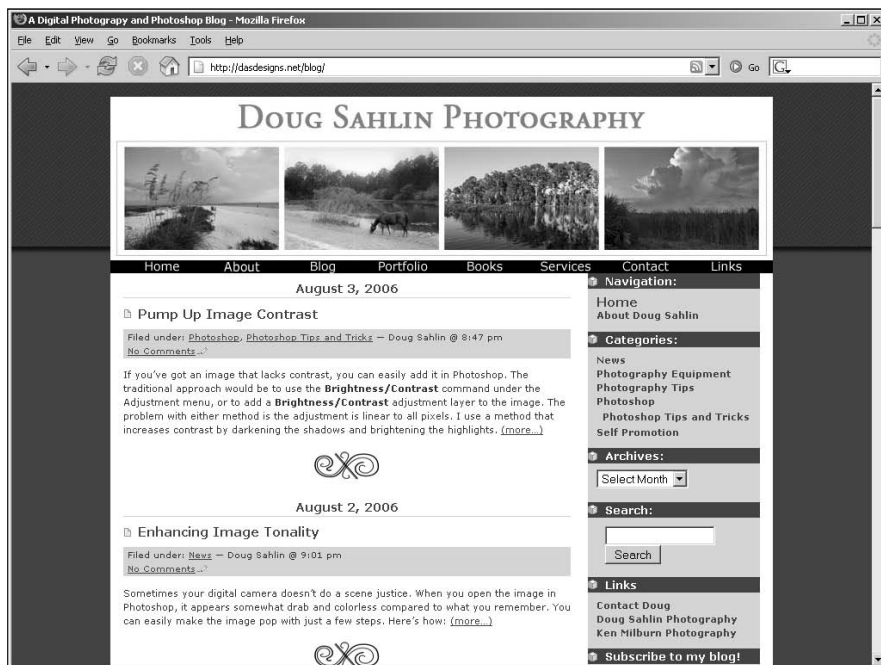 A Digital Photograpy and Photoshop Blog - Mozilla Firefox
File Edit View Go Bookmarks Tools Help
http://dasdesigns.net/blog/
Go
G
DOUG SAHLIN PHOTOGRAPHY
Home About Blog Portfolio Books Services Contact Links
August 3, 2006
Pump Up Image Contrast
Filed under: Photoshop, Photoshop Tips and Tricks — Doug Sahlin @ 8:47 pm
No Comments
If you've got an image that lacks contrast, you can easily add it in Photoshop. The
traditional approach would be to use the Brightness/Contrast command under the
Adjustment menu, or to add a Brightness/Contrast adjustment layer to the image. The
problem with either method is the adjustment is linear to all pixels. I use a method that
increases contrast by darkening the shadows and brightening the highlights. (more...)
August 2, 2006
Enhancing Image Tonality
Filed under: News — Doug Sahlin @ 9:01 pm
No Comments
Sometimes your digital camera doesn't do a scene justice. When you open the image in
Photoshop, it appears somewhat drab and colorless compared to what you remember. You
can easily make the image pop with just a few steps. Here's how: (more...)
Navigation:
Home
About Doug Sahlin
Categories:
News
Photography Equipment
Photography Tips
Photoshop
Photoshop Tips and Tricks
Self Promotion
Archives:
Select Month
Search:
Search
Links
Contact Doug
Doug Sahlin Photography
Ken Milburn Photography
Subscribe to my blog!